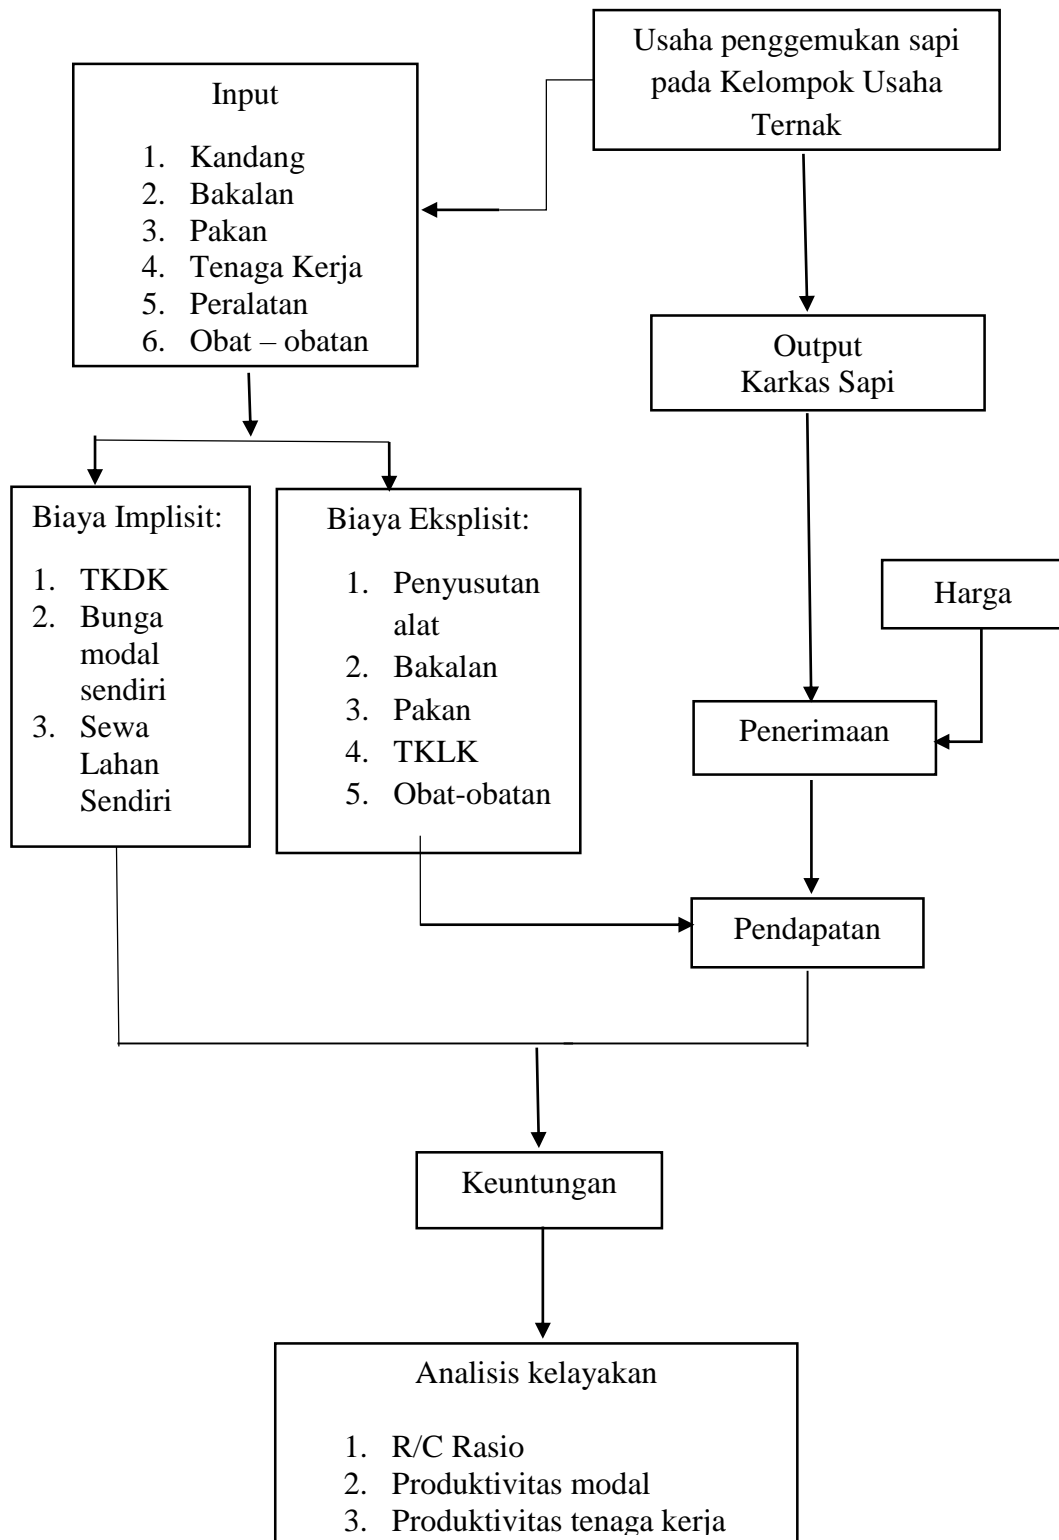 Usaha penggemukan sapi
pada Kelompok Usaha
Ternak
Input
1. Kandang
2. Bakalan
3. Pakan
4. Tenaga Kerja
5. Peralatan
6. Obat – obatan
Output
Karkas Sapi
Biaya Implisit:
1. TKDK
2. Bunga
modal
sendiri
3. Sewa
Lahan
Sendiri
Biaya Eksplisit:
1. Penyusutan
alat
2. Bakalan
3. Pakan
4. TKLK
5. Obat-obatan
Harga
Penerimaan
Pendapatan
Keuntungan
Analisis kelayakan
1. R/C Rasio
2. Produktivitas modal
3. Produktivitas tenaga kerja